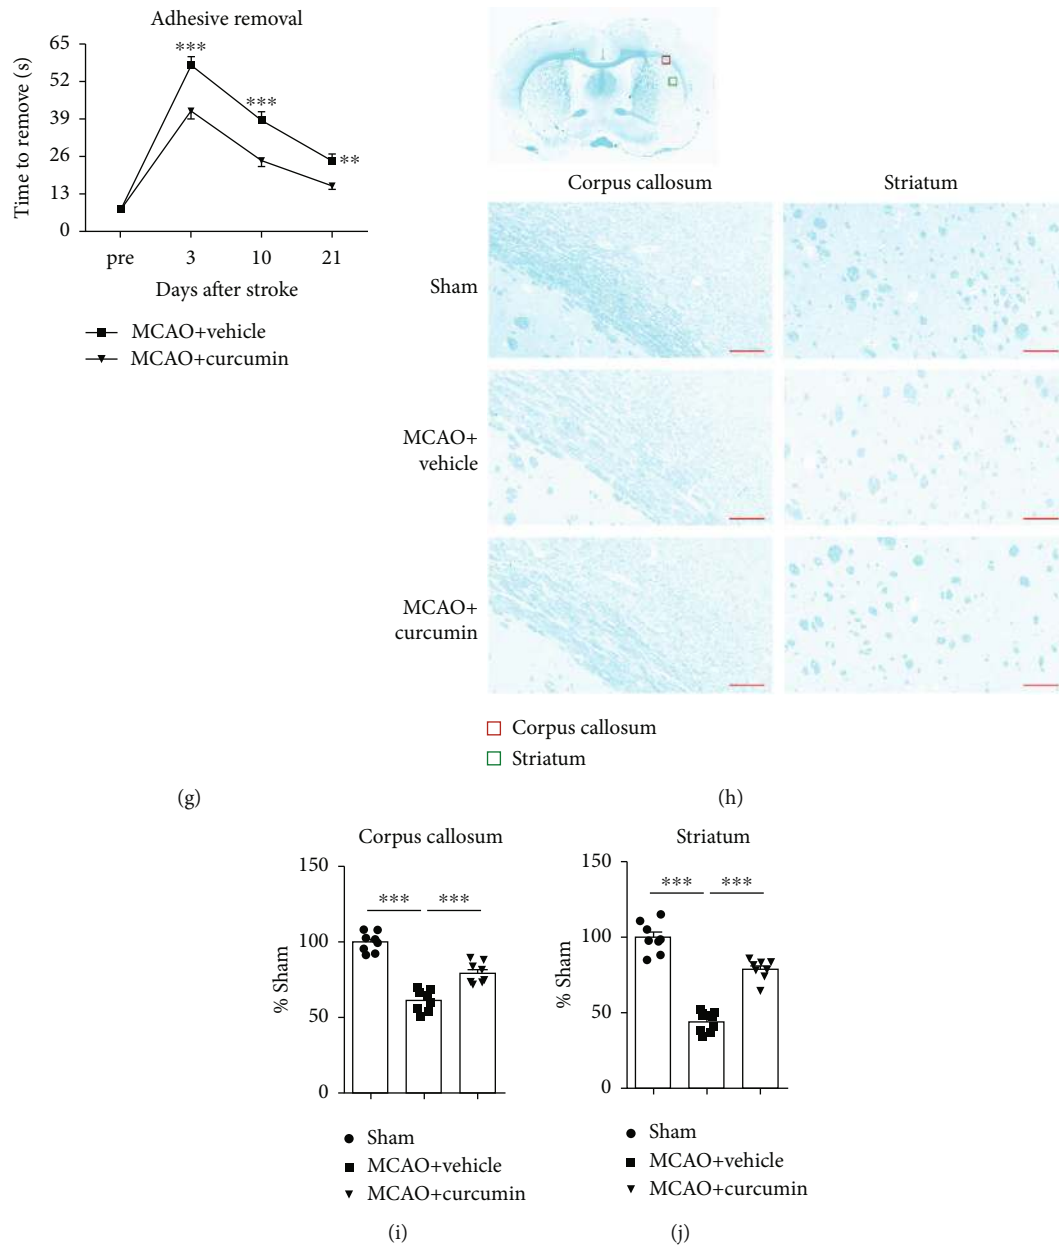 Adhesive removal
Time to remove (s)
65
52
39
26
13
0
***
***
**
pre 3 10 21
Days after stroke
MCAO+vehicle
MCAO+curcumin
(g)
Corpus callosum Striatum
Sham
MCAO+
vehicle
MCAO+
curcumin
Corpus callosum
Striatum
(h)
Corpus callosum
% Sham
150
100
50
0
*** ***
Sham
MCAO+vehicle
MCAO+curcumin
(i)
Striatum
% Sham
150
100
50
0
*** ***
Sham
MCAO+vehicle
MCAO+curcumin
(j)